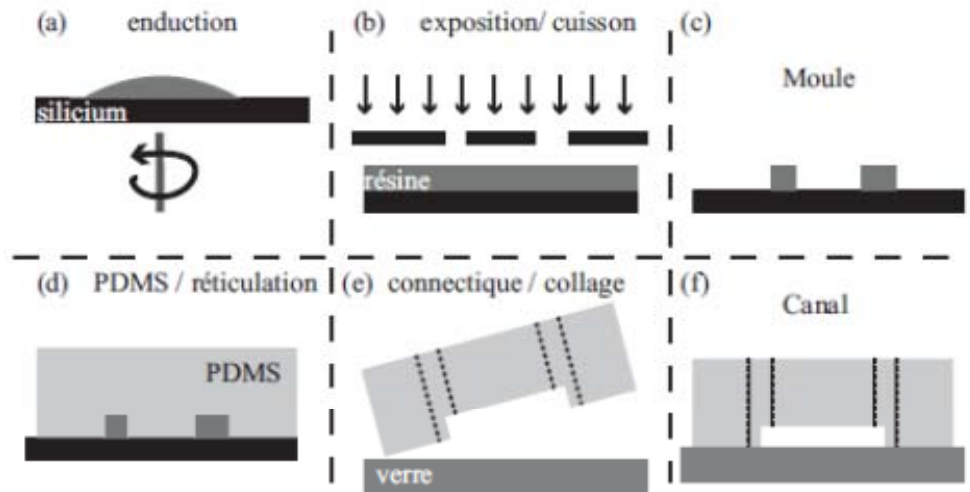 (a) enduction
silicium
(b) exposition/ cuisson
résine
(c)
Moule
(d) PDMS / réticulation
PDMS
(e) connectique / collage
verre
(f)
Canal